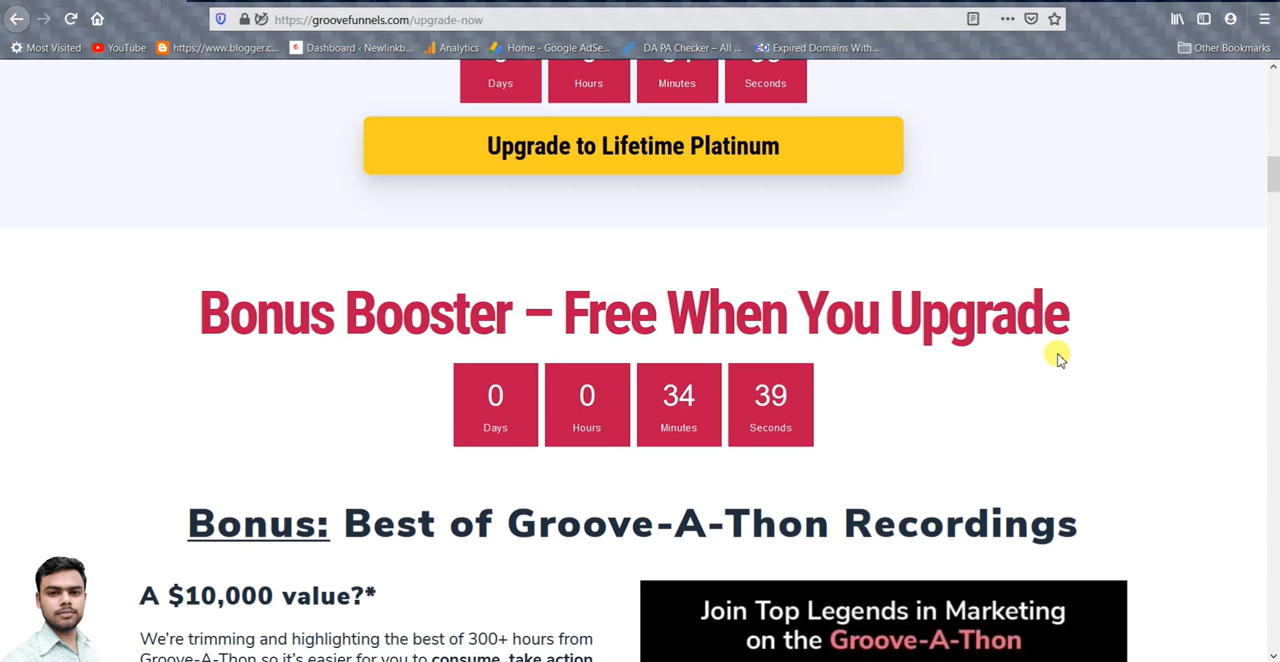 https://groovefunnels.com/upgrade-now
Most Visited YouTube https://www.blogger.c... Dashboard ‹ Newlinkb... Analytics Home - Google AdSe... DA PA Checker – All ... Expired Domains With... Other Bookmarks
Days Hours Minutes Seconds
Upgrade to Lifetime Platinum
Bonus Booster – Free When You Upgrade
0 0 34 39
Days Hours Minutes Seconds
Bonus: Best of Groove-A-Thon Recordings
A $10,000 value?*
We're trimming and highlighting the best of 300+ hours from
Groove-A-Thon so it's easier for you to consume, take action
Join Top Legends in Marketing
on the Groove-A-Thon